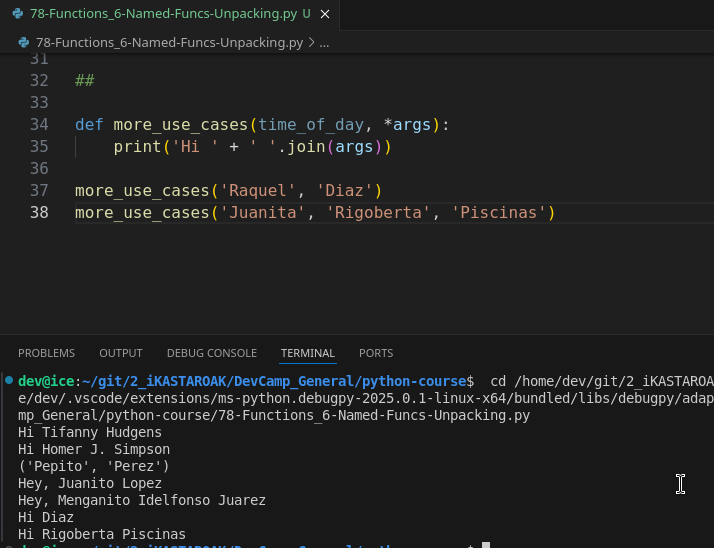 78-Functions_6-Named-Funcs-Unpacking.py U ×
78-Functions_6-Named-Funcs-Unpacking.py > ...
31
32 ##
33
34 def more_use_cases(time_of_day, *args):
35     print('Hi ' + ' '.join(args))
36
37 more_use_cases('Raquel', 'Diaz')
38 more_use_cases('Juanita', 'Rigoberta', 'Piscinas')
PROBLEMS OUTPUT DEBUG CONSOLE TERMINAL PORTS
dev@ice:~/git/2_iKASTAROAK/DevCamp_General/python-course$  cd /home/dev/git/2_iKASTAROA
e/dev/.vscode/extensions/ms-python.debugpy-2025.0.1-linux-x64/bundled/libs/debugpy/adap
mp_General/python-course/78-Functions_6-Named-Funcs-Unpacking.py
Hi Tifanny Hudgens
Hi Homer J. Simpson
('Pepito', 'Perez')
Hey, Juanito Lopez
Hey, Menganito Idelfonso Juarez
Hi Diaz
Hi Rigoberta Piscinas